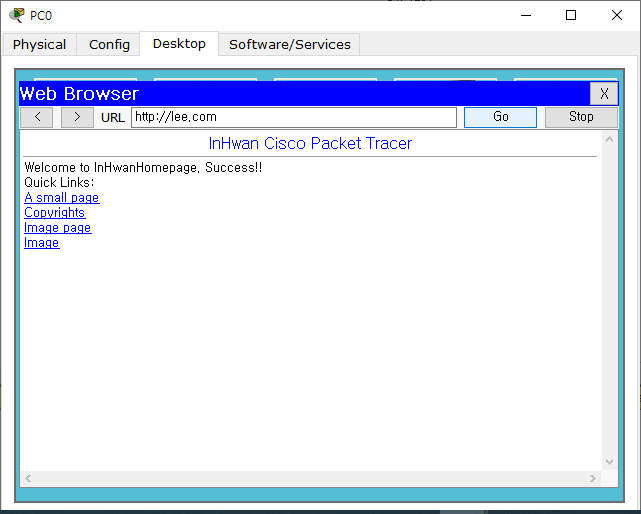 PC0
Physical Config Desktop Software/Services
Web Browser X
< > URL http://lee.com Go Stop
InHwan Cisco Packet Tracer
Welcome to InHwanHomepage, Success!!
Quick Links:
A small page
Copyrights
Image page
Image